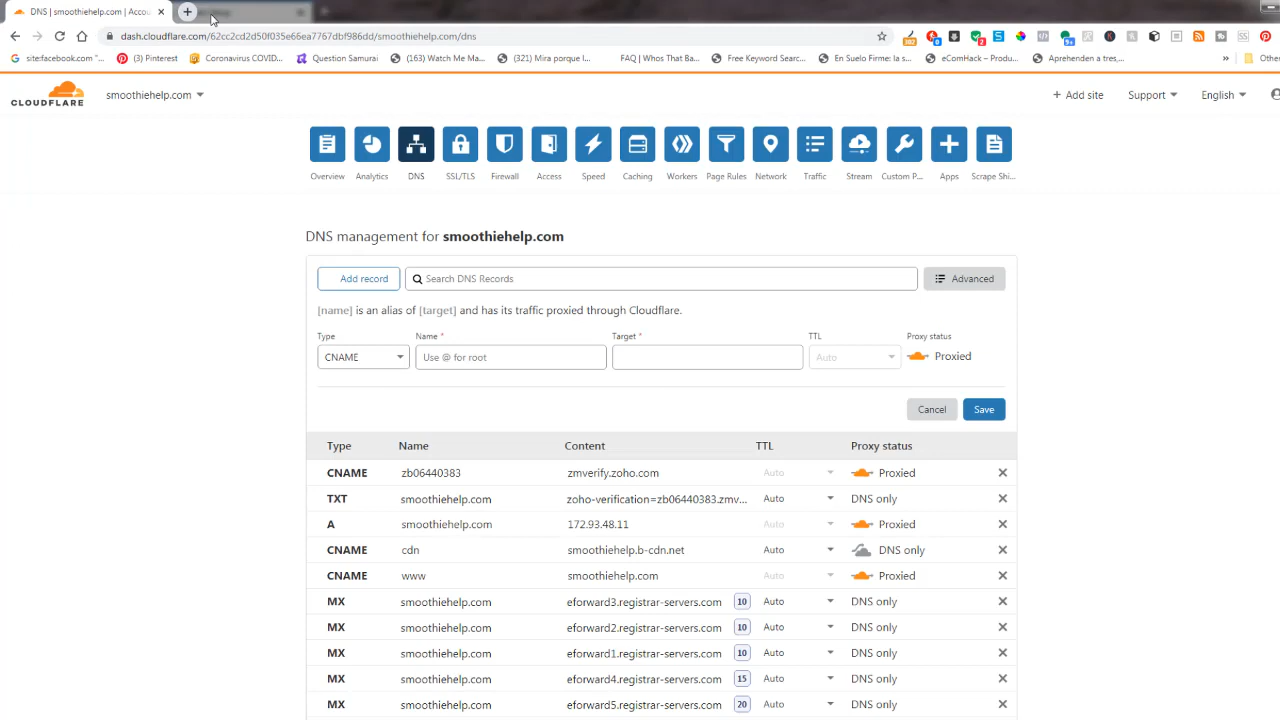 DNS | smoothiehelp.com | Accou
dash.cloudflare.com/62cc2cd2d50f035e66ea7767dbf986dd/smoothiehelp.com/dns
site:facebook.com "...
(3) Pinterest
Coronavirus COVID...
Question Samurai
(163) Watch Me Ma...
(321) Mira porque l...
FAQ | Whos That Ba...
Free Keyword Searc...
En Suelo Firme: la c...
eComHack – Produ...
Aprehenden a tres,...
Other
CLOUDFLARE
smoothiehelp.com
Add site
Support
English
Overview
Analytics
DNS
SSL/TLS
Firewall
Access
Speed
Caching
Workers
Page Rules
Network
Traffic
Stream
Custom P...
Apps
Scrape Shi...
DNS management for smoothiehelp.com
Add record
Search DNS Records
Advanced
[name] is an alias of [target] and has its traffic proxied through Cloudflare.
Type Name * Target * TTL Proxy status
CNAME Use @ for root Auto Proxied
Cancel Save
Type Name Content TTL Proxy status
CNAME zb06440383 zmverify.zoho.com Auto Proxied
TXT smoothiehelp.com zoho-verification=zb06440383.zmv... Auto DNS only
A smoothiehelp.com 172.93.48.11 Auto Proxied
CNAME cdn smoothiehelp.b-cdn.net Auto DNS only
CNAME www smoothiehelp.com Auto Proxied
MX smoothiehelp.com eforward3.registrar-servers.com 10 Auto DNS only
MX smoothiehelp.com eforward2.registrar-servers.com 10 Auto DNS only
MX smoothiehelp.com eforward1.registrar-servers.com 10 Auto DNS only
MX smoothiehelp.com eforward4.registrar-servers.com 15 Auto DNS only
MX smoothiehelp.com eforward5.registrar-servers.com 20 Auto DNS only